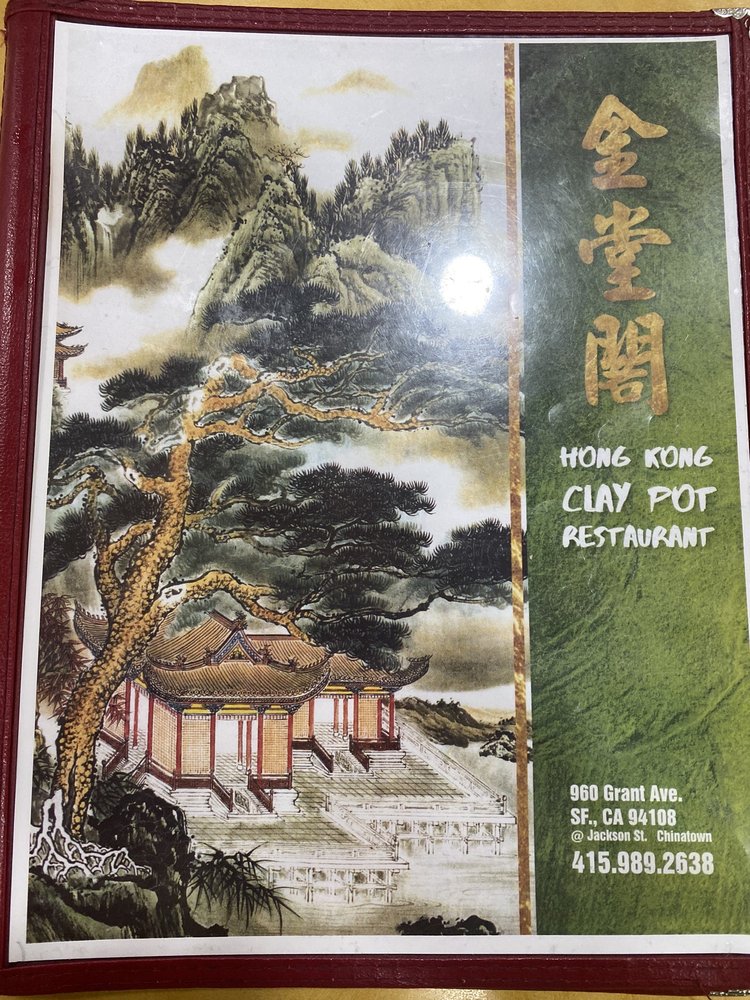 金堂閣
HONG KONG
CLAY POT
RESTAURANT
960 Grant Ave.
SF., CA 94108
@ Jackson St. Chinatown
415.989.2638